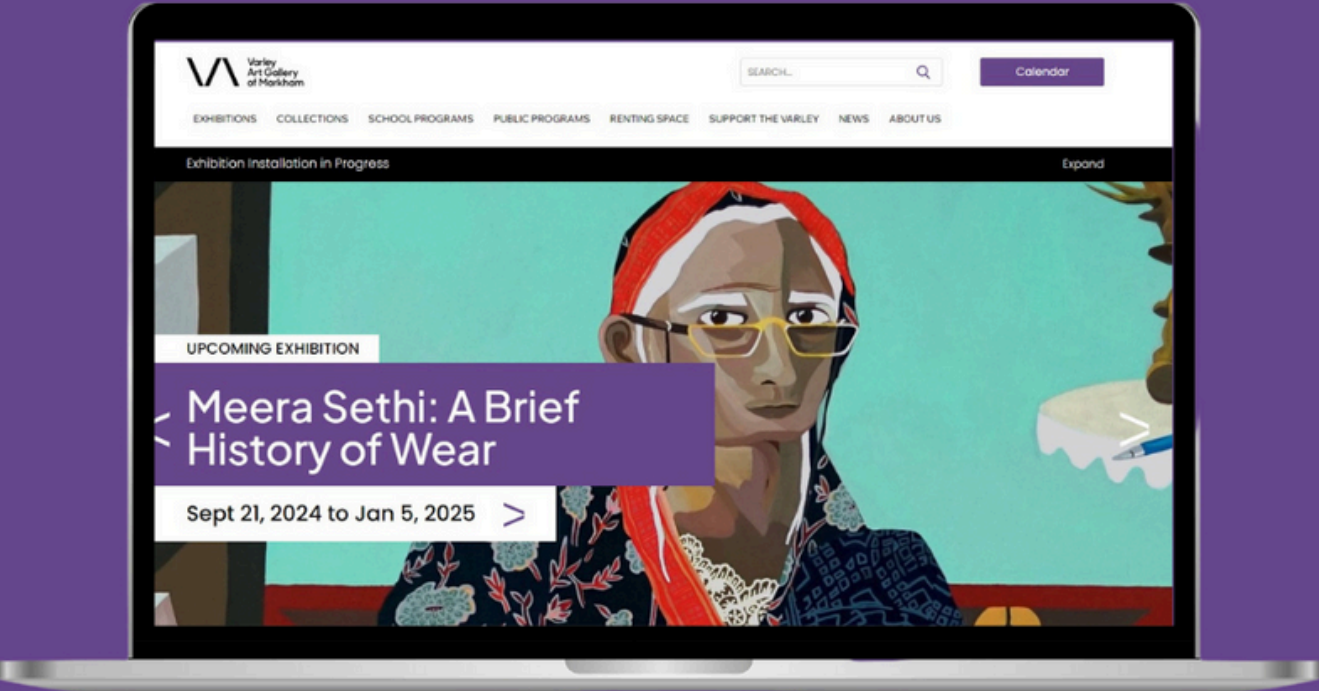 Varley
Art Gallery
of Markham
SEARCH...
Calendar
EXHIBITIONS COLLECTIONS SCHOOL PROGRAMS PUBLIC PROGRAMS RENTING SPACE SUPPORT THE VARLEY NEWS ABOUT US
Exhibition Installation in Progress Expand
UPCOMING EXHIBITION
Meera Sethi: A Brief
History of Wear
Sept 21, 2024 to Jan 5, 2025